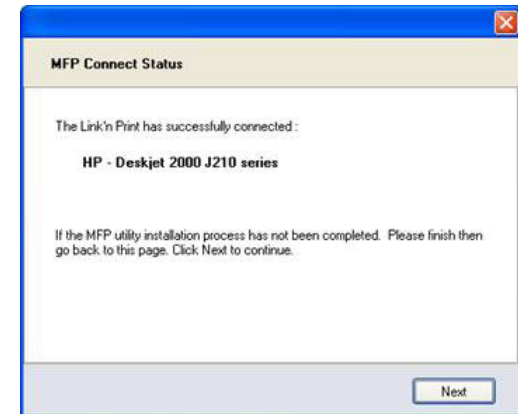 MFP Connect Status
The Link'n Print has successfully connected :
HP - Deskjet 2000 J210 series
If the MFP utility installation process has not been completed. Please finish then
go back to this page. Click Next to continue.
Next